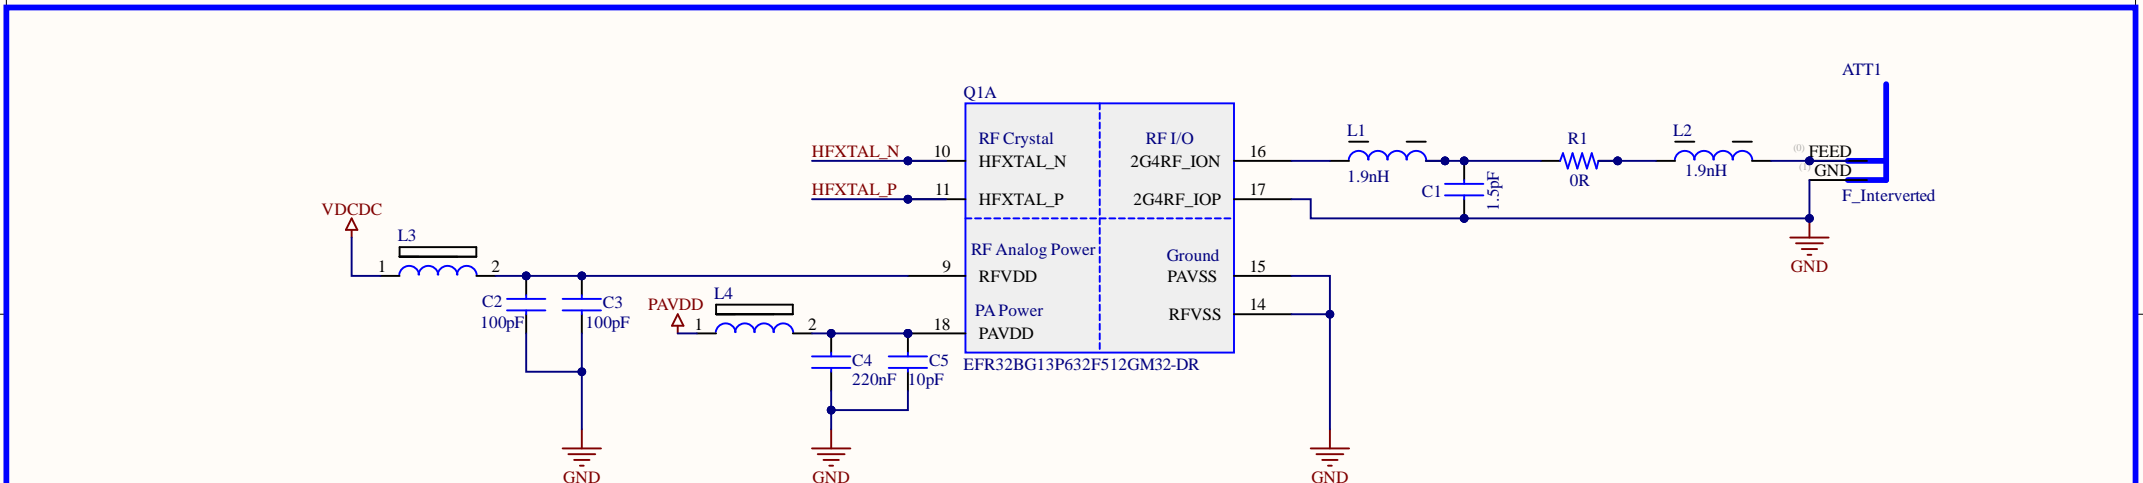 ATT1
Q1A
L1
R1
L2
RF Crystal
RF I/O
HFXTAL_N
10
HFXTAL_N
2G4RF_ION
16
(0)
FEED
(1)
GND
1.9nH
C1
1.5pF
0R
1.9nH
HFXTAL_P
11
HFXTAL_P
2G4RF_IOP
17
F_Interverted
VDCDC
L3
RF Analog Power
Ground
1
2
9
RFVDD
PAVSS
15
GND
L4
C2
C3
PAVDD
PA Power
RFVSS
14
100pF
100pF
1
2
18
PAVDD
C4
C5
EFR32BG13P632F512GM32-DR
220nF
10pF
GND
GND
GND